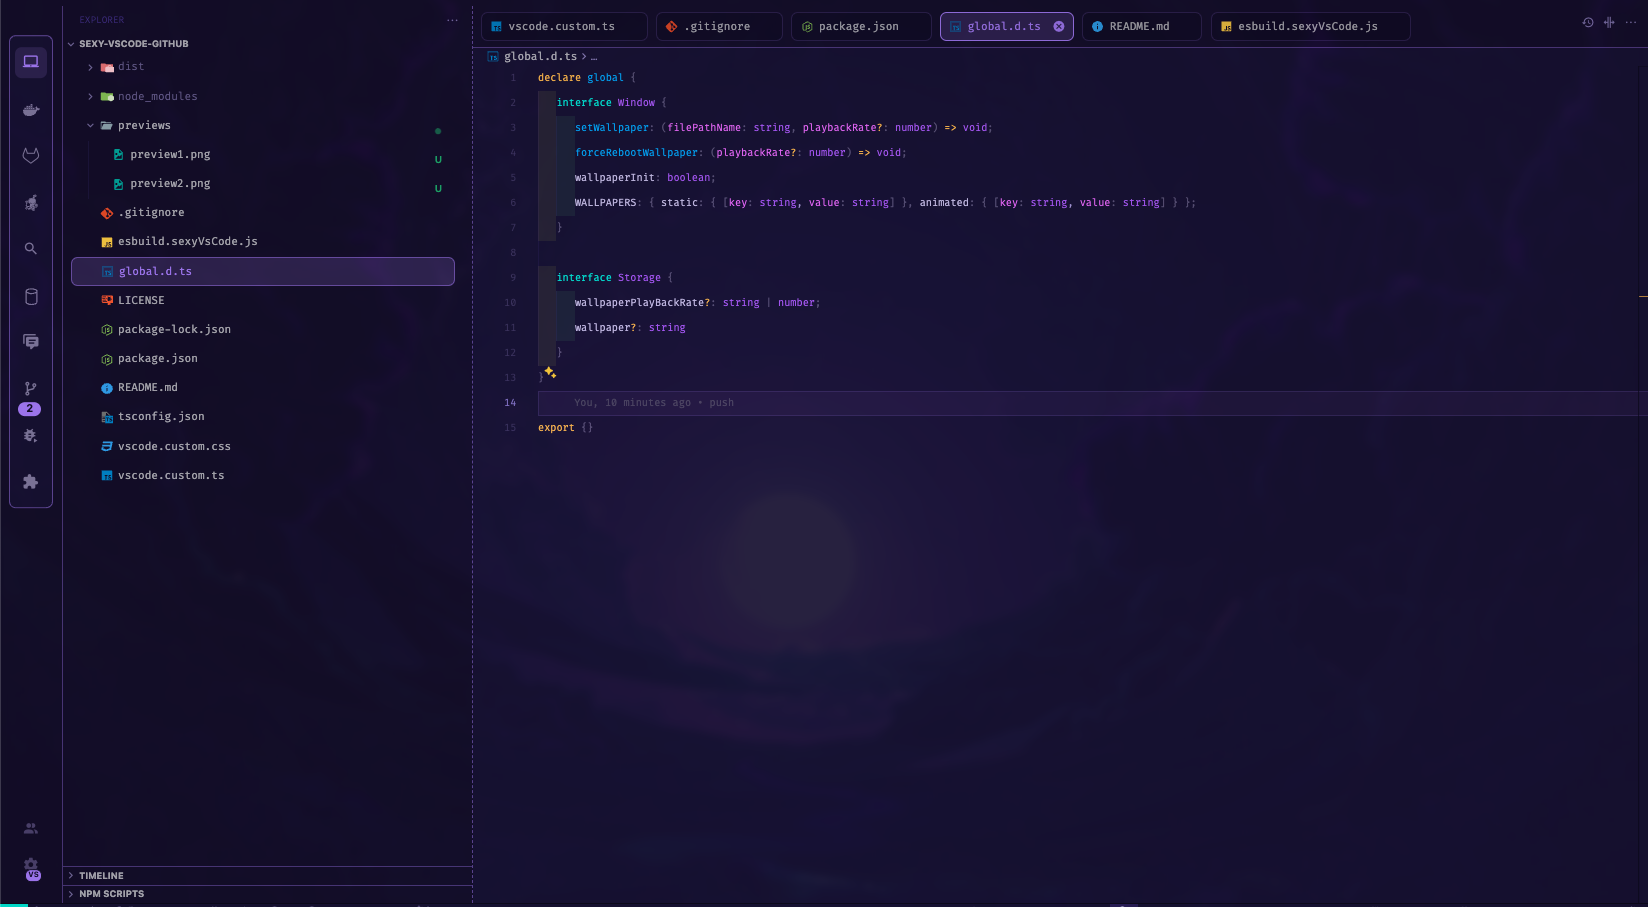 EXPLORER
SEXY-VSCODE-GITHUB
dist
node_modules
previews
preview1.png U
preview2.png U
.gitignore
esbuild.sexyVsCode.js
global.d.ts
LICENSE
package-lock.json
package.json
README.md
tsconfig.json
vscode.custom.css
vscode.custom.ts
2
VS
TIMELINE
NPM SCRIPTS
vscode.custom.ts .gitignore package.json global.d.ts README.md esbuild.sexyVsCode.js
global.d.ts > …
1 declare global {
2 interface Window {
3 setWallpaper: (filePathName: string, playbackRate?: number) => void;
4 forceRebootWallpaper: (playbackRate?: number) => void;
5 wallpaperInit: boolean;
6 WALLPAPERS: { static: { [key: string, value: string] }, animated: { [key: string, value: string] } };
7 }
8
9 interface Storage {
10 wallpaperPlayBackRate?: string | number;
11 wallpaper?: string
12 }
13 }
14 You, 10 minutes ago • push
15 export {}